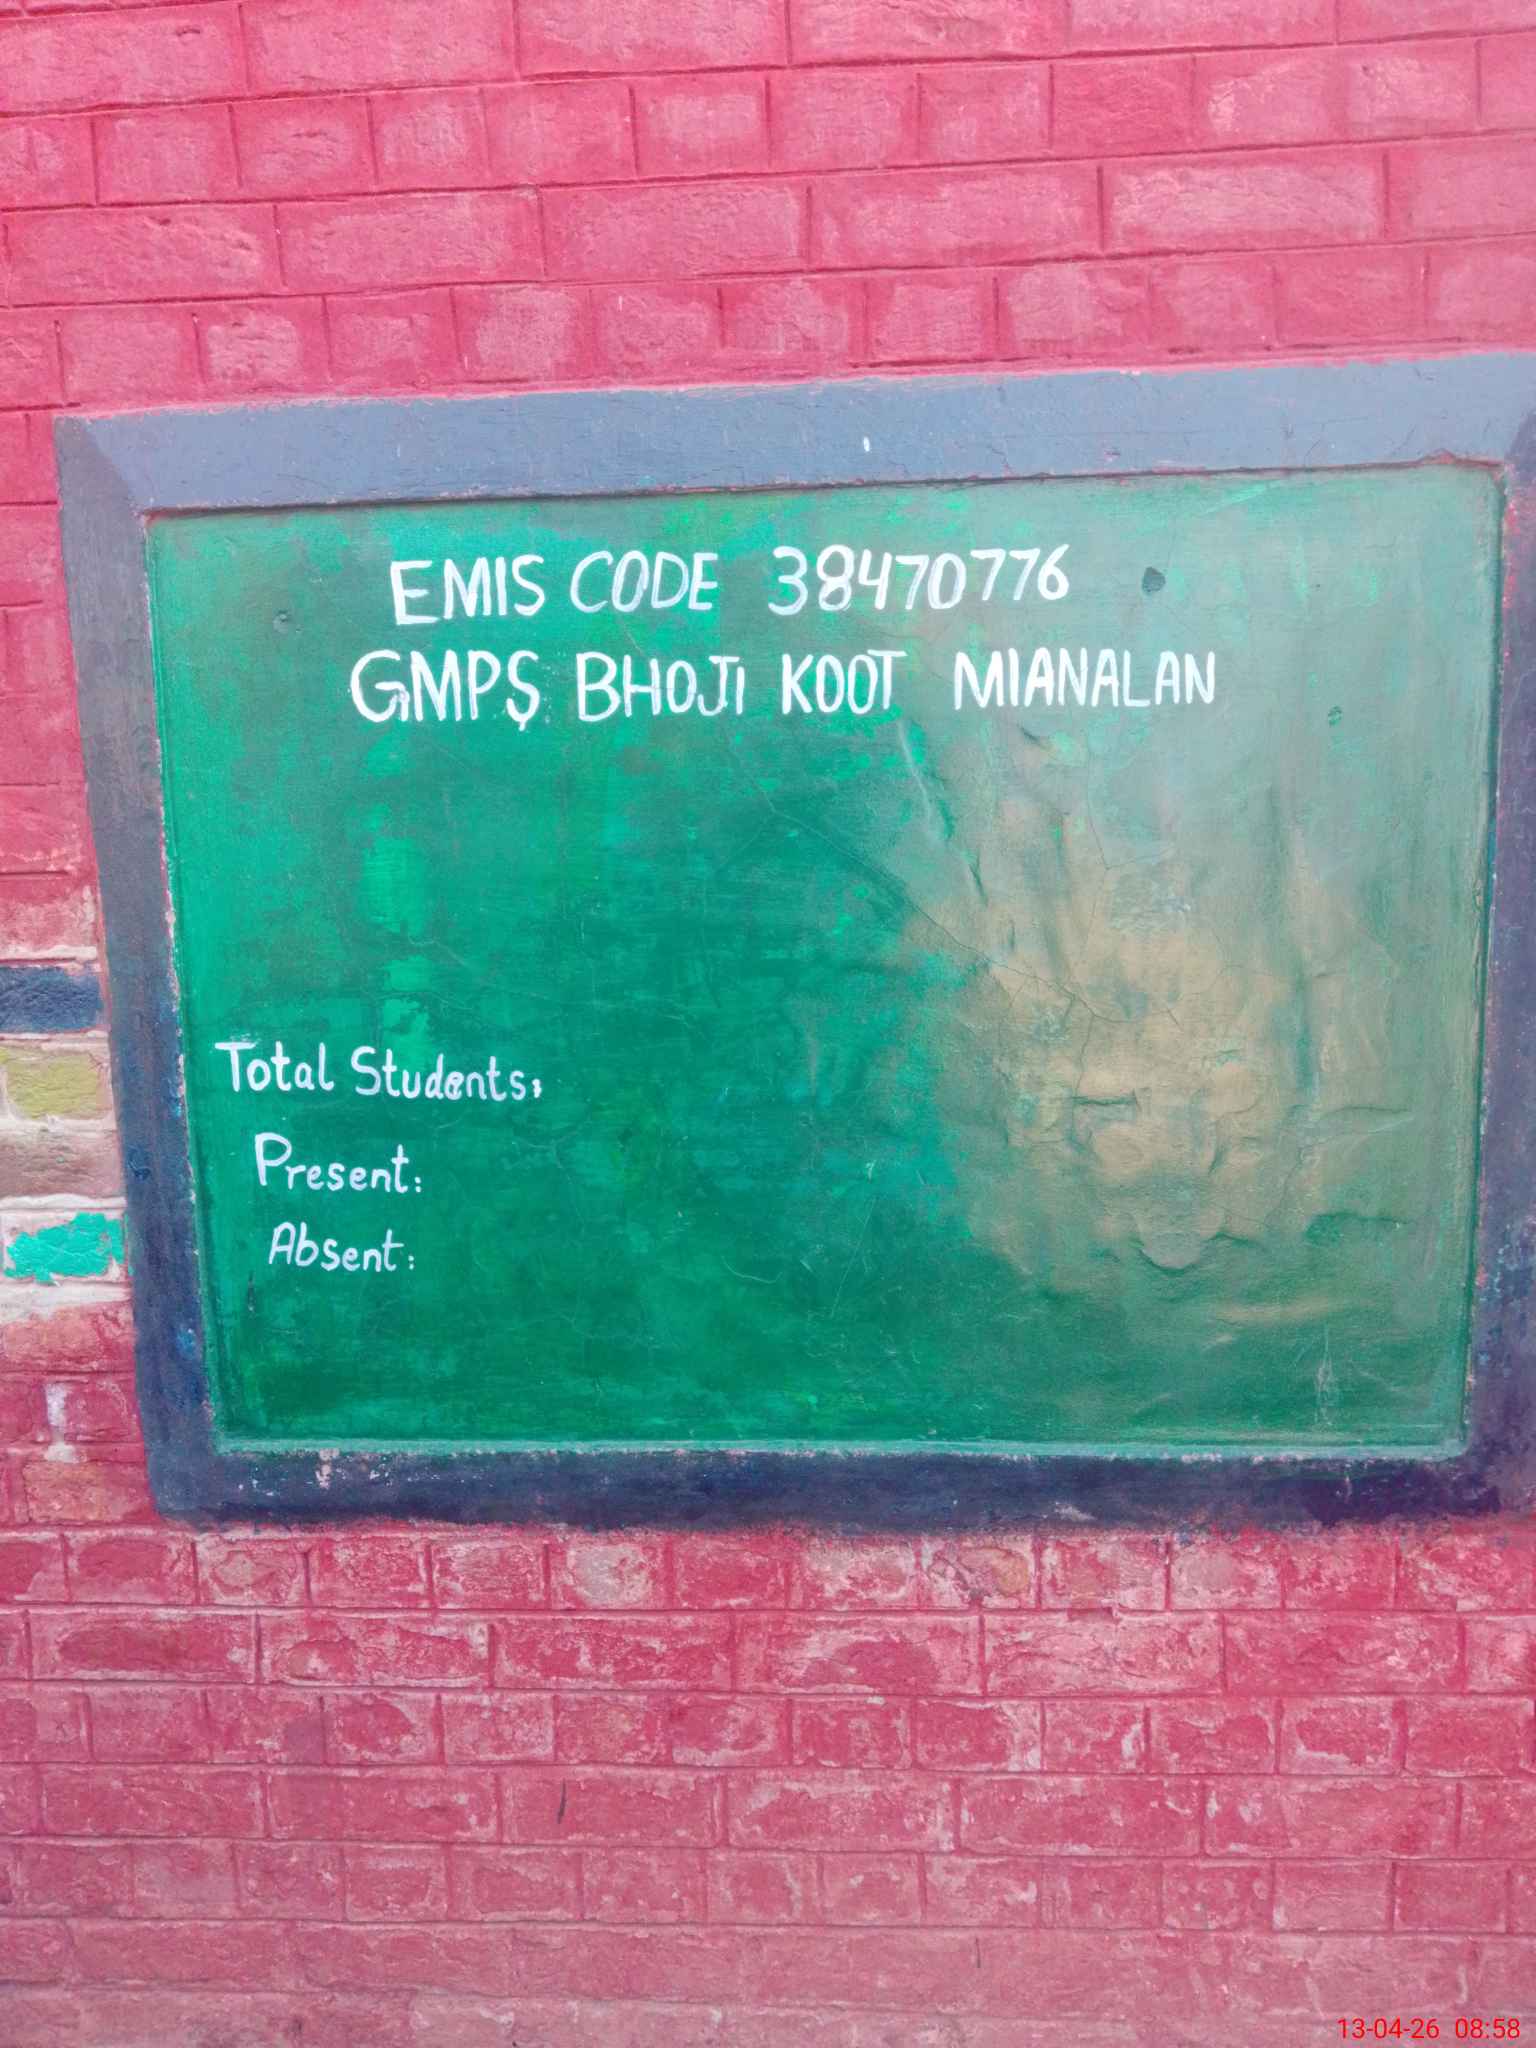 EMIS CODE 38470776
GMPS BHOJI KOOT MIANALAN
Total Students:
Present:
Absent:
13-04-26 08:58